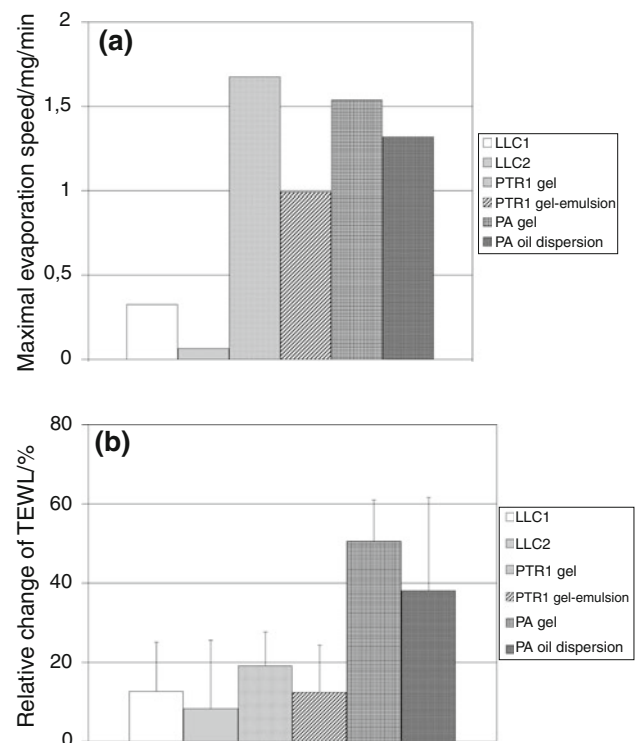 (a)
Maximal evaporation speed/mg/min
2
1,5
1
0,5
0
LLC1
LLC2
PTR1 gel
PTR1 gel-emulsion
PA gel
PA oil dispersion
(b)
Relative change of TEWL/%
80
60
40
20
0
LLC1
LLC2
PTR1 gel
PTR1 gel-emulsion
PA gel
PA oil dispersion